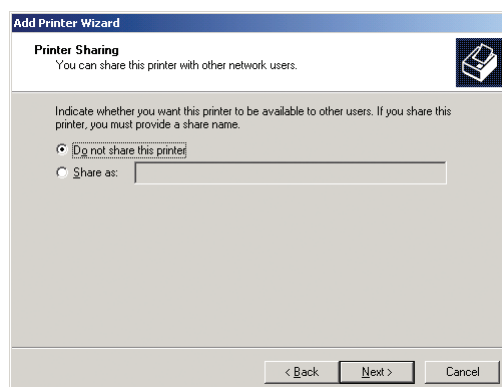 Add Printer Wizard
Printer Sharing
You can share this printer with other network users.
Indicate whether you want this printer to be available to other users. If you share this
printer, you must provide a share name.
Do not share this printer
Share as:
< Back Next > Cancel